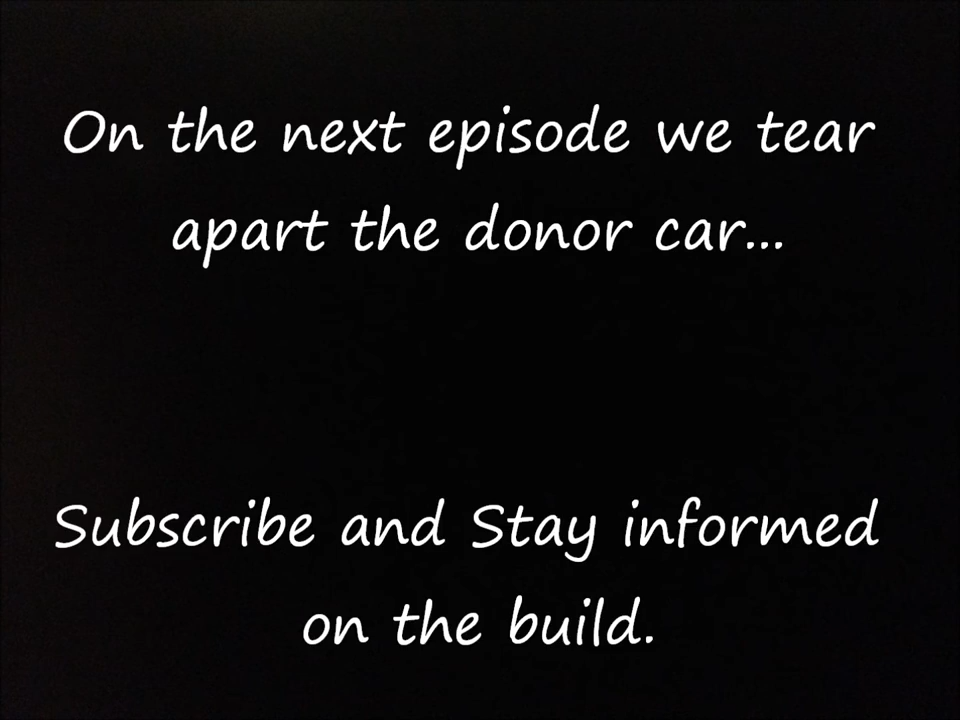 On the next episode we tear
apart the donor car...
Subscribe and Stay informed
on the build.